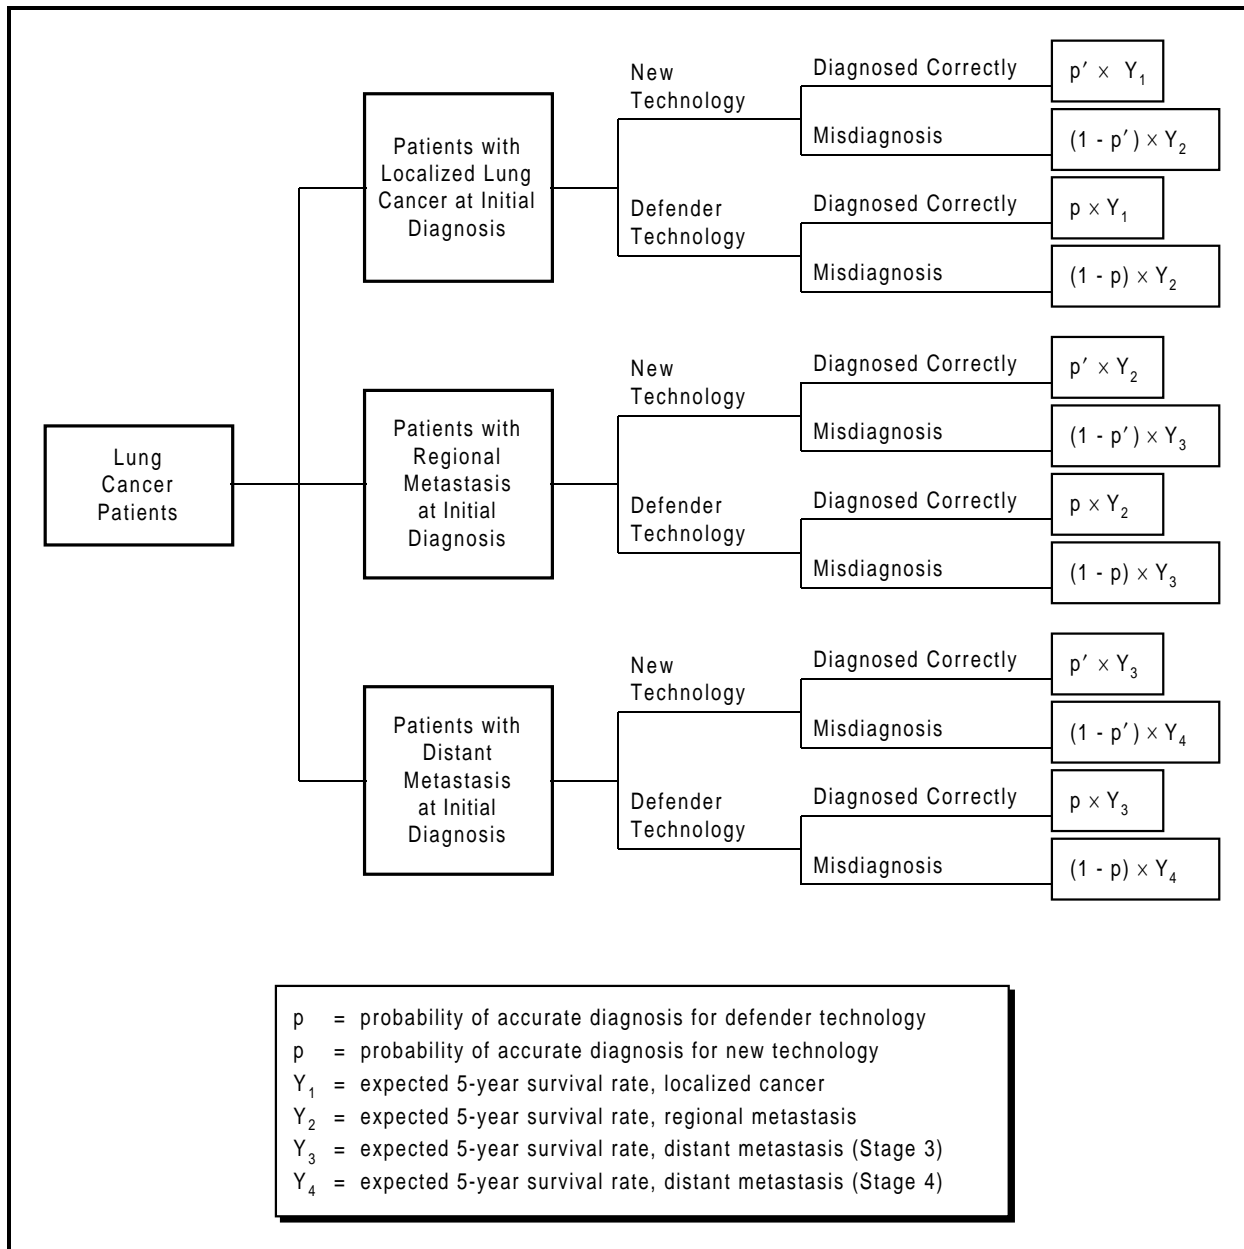 Lung
Cancer
Patients
Patients with
Localized Lung
Cancer at Initial
Diagnosis
New
Technology
Diagnosed Correctly
p′ × Y₁
Misdiagnosis
(1 - p′) × Y₂
Defender
Technology
Diagnosed Correctly
p × Y₁
Misdiagnosis
(1 - p) × Y₂
Patients with
Regional
Metastasis
at Initial
Diagnosis
New
Technology
Diagnosed Correctly
p′ × Y₂
Misdiagnosis
(1 - p′) × Y₃
Defender
Technology
Diagnosed Correctly
p × Y₂
Misdiagnosis
(1 - p) × Y₃
Patients with
Distant
Metastasis
at Initial
Diagnosis
New
Technology
Diagnosed Correctly
p′ × Y₃
Misdiagnosis
(1 - p′) × Y₄
Defender
Technology
Diagnosed Correctly
p × Y₃
Misdiagnosis
(1 - p) × Y₄
p = probability of accurate diagnosis for defender technology
p = probability of accurate diagnosis for new technology
Y₁ = expected 5-year survival rate, localized cancer
Y₂ = expected 5-year survival rate, regional metastasis
Y₃ = expected 5-year survival rate, distant metastasis (Stage 3)
Y₄ = expected 5-year survival rate, distant metastasis (Stage 4)